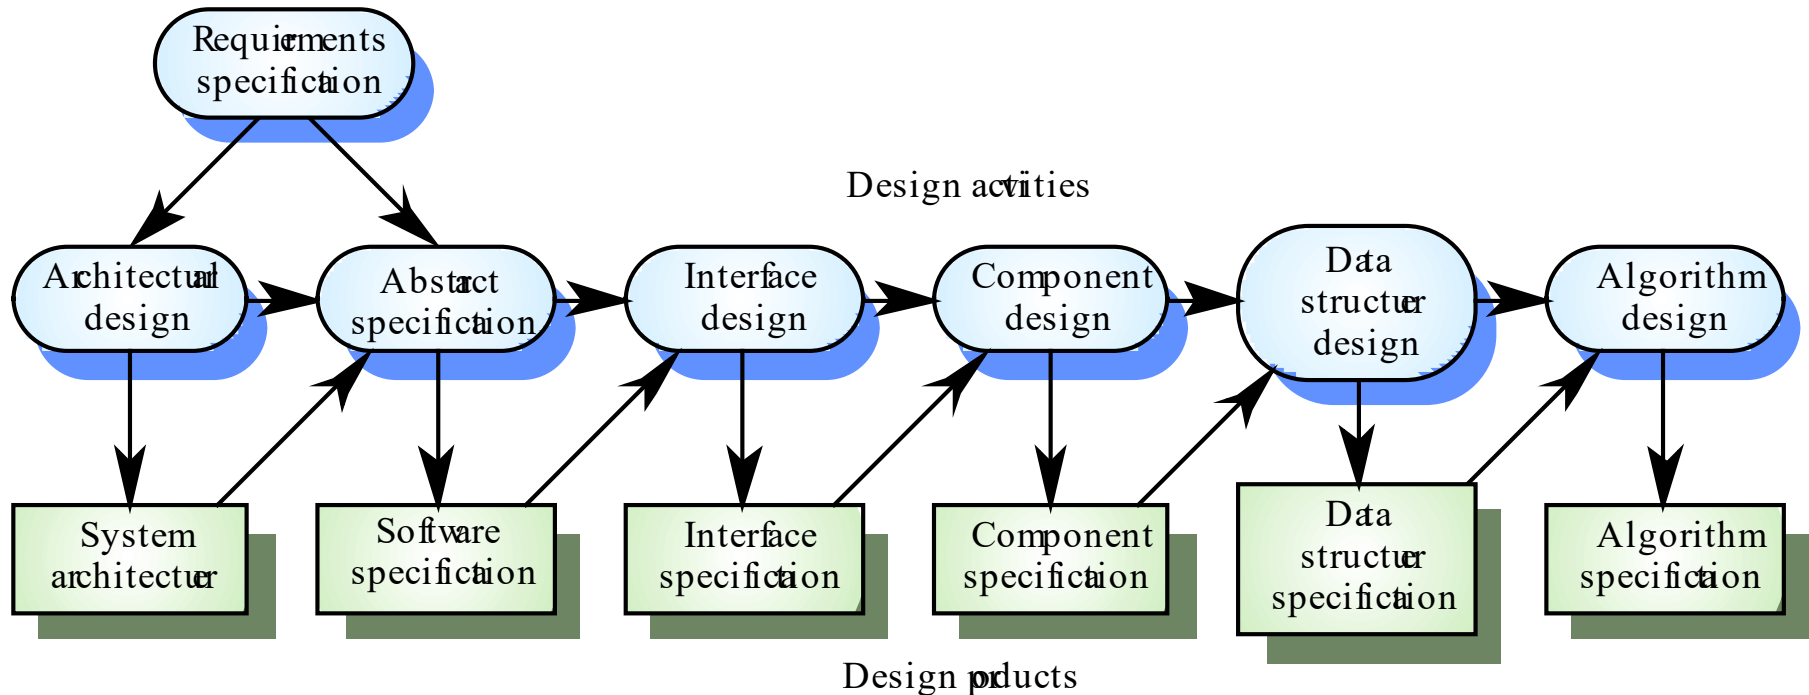 Requirements
specification
Design activities
Architectural
design
Abstract
specification
Interface
design
Component
design
Data
structure
design
Algorithm
design
System
architecture
Software
specification
Interface
specification
Component
specification
Data
structure
specification
Algorithm
specification
Design products